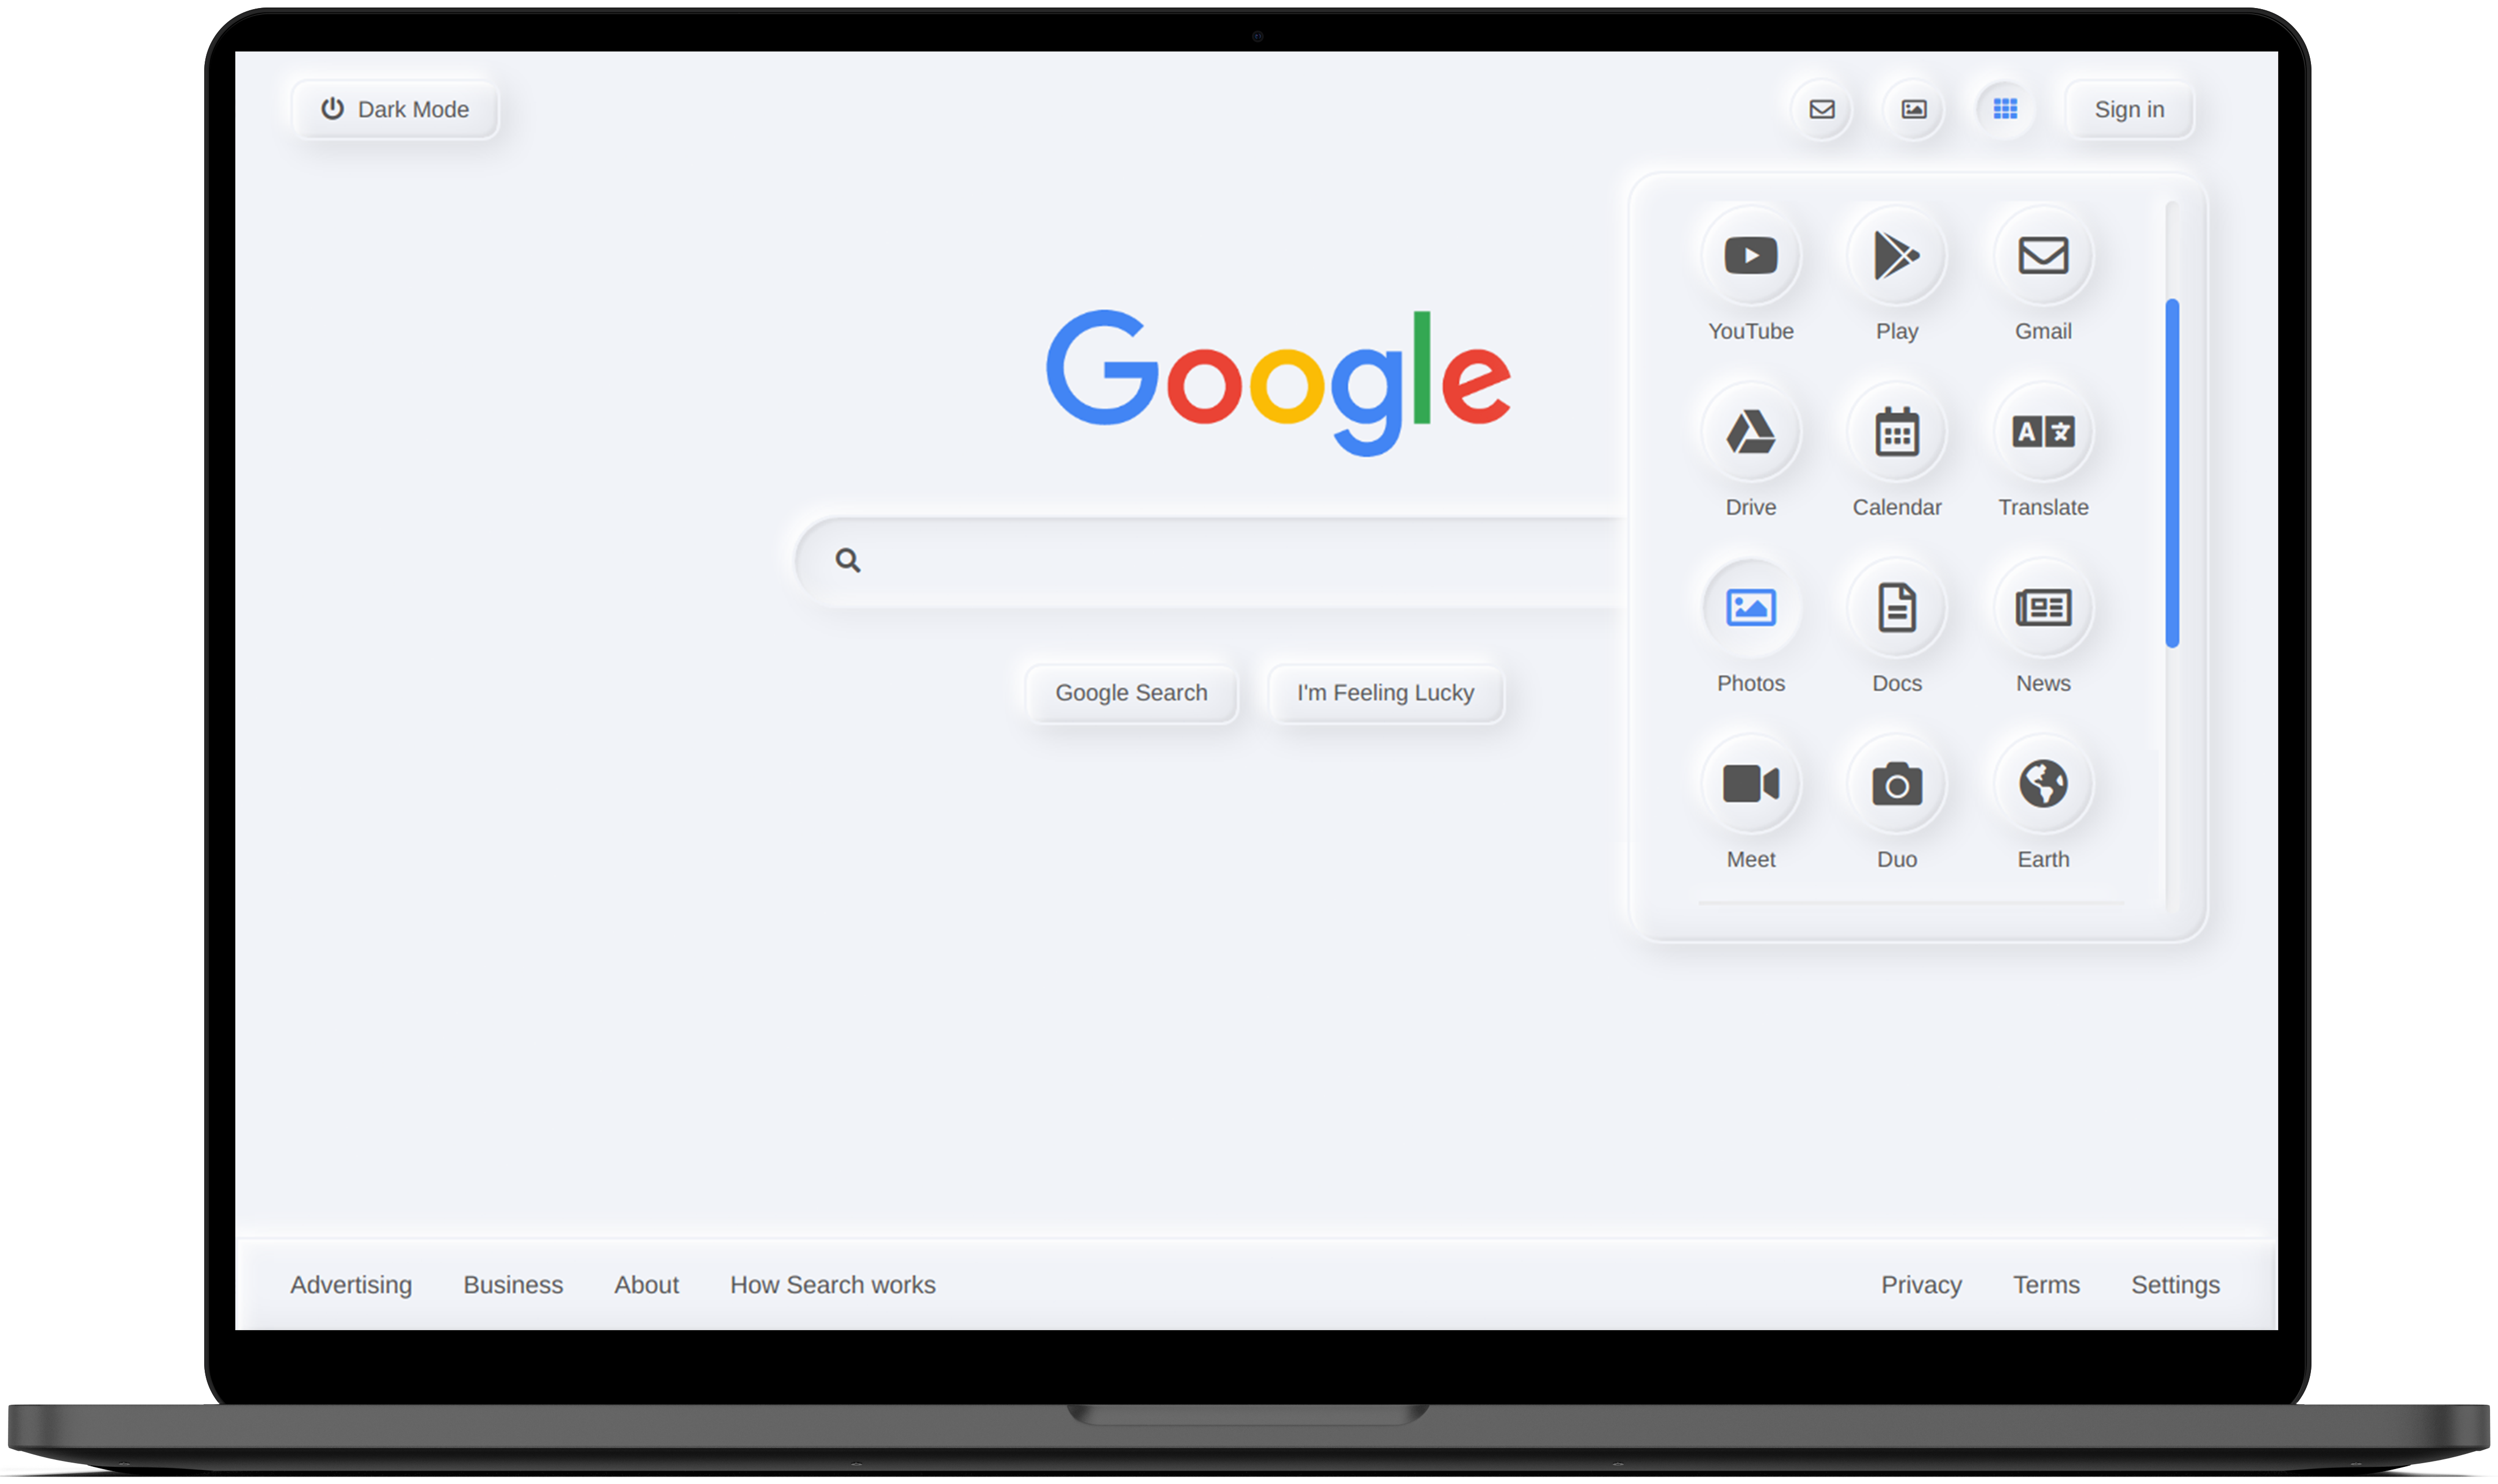 Dark Mode
Sign in
Google
YouTube Play Gmail
Drive Calendar Translate
Photos Docs News
Meet Duo Earth
Google Search I'm Feeling Lucky
Advertising Business About How Search works Privacy Terms Settings